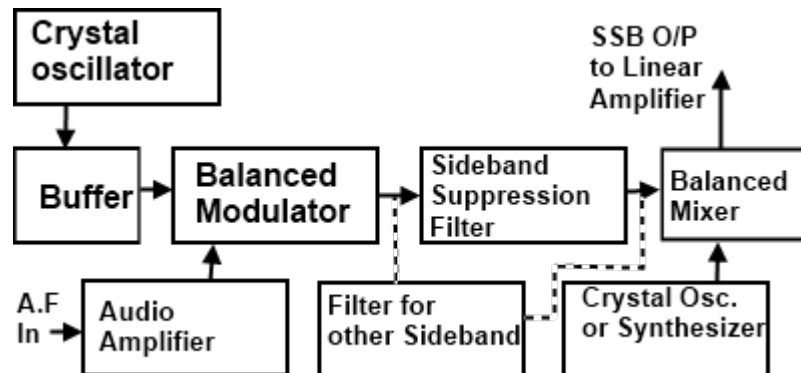 Crystal
oscillator
SSB O/P
to Linear
Amplifier
Buffer
Balanced
Modulator
Sideband
Suppression
Filter
Balanced
Mixer
A.F
In
Audio
Amplifier
Filter for
other Sideband
Crystal Osc.
or Synthesizer